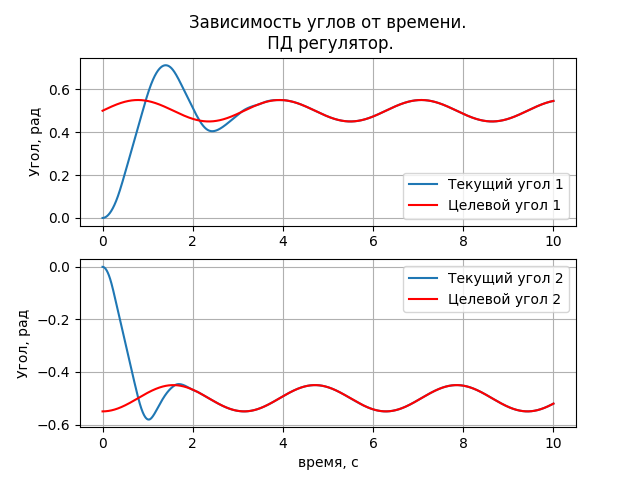 Зависимость углов от времени.
ПД регулятор.
Угол, рад
0.6
0.4
0.2
0.0
Текущий угол 1
Целевой угол 1
0 2 4 6 8 10
Угол, рад
0.0
−0.2
−0.4
−0.6
Текущий угол 2
Целевой угол 2
0 2 4 6 8 10
время, с